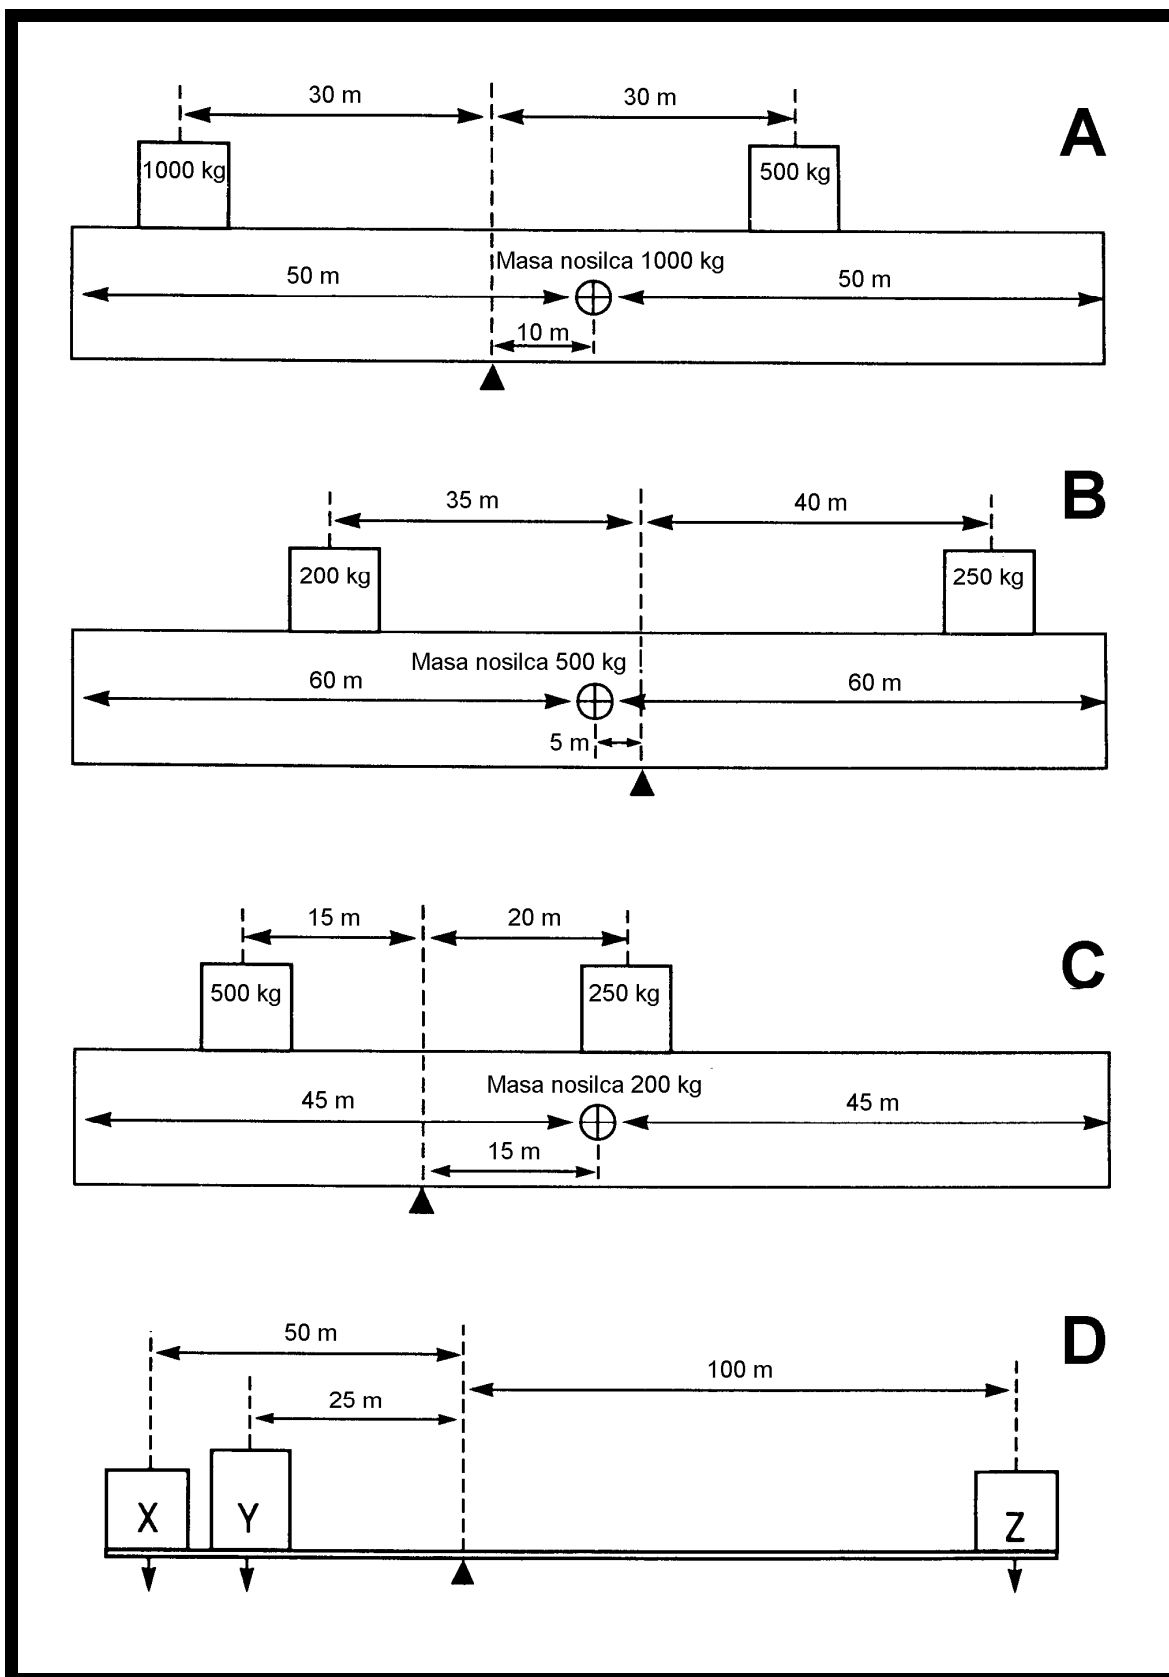 30 m
30 m
A
1000 kg
500 kg
Masa nosilca 1000 kg
50 m
50 m
10 m
B
35 m
40 m
200 kg
250 kg
Masa nosilca 500 kg
60 m
60 m
5 m
15 m
20 m
C
500 kg
250 kg
Masa nosilca 200 kg
45 m
45 m
15 m
D
50 m
100 m
25 m
X
Y
Z